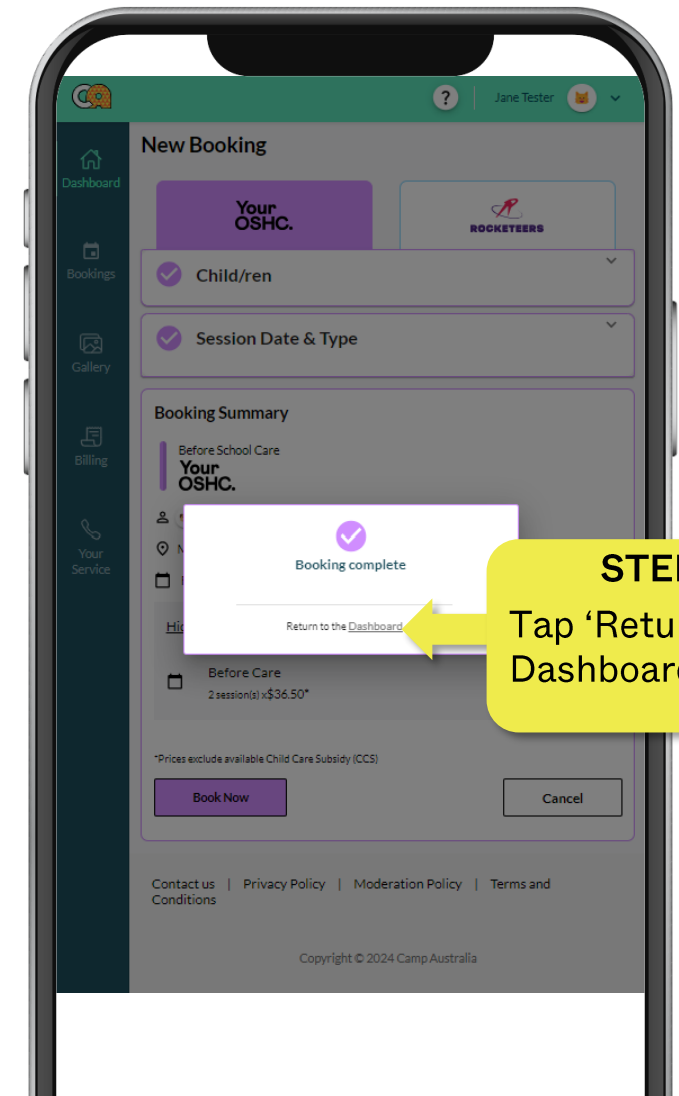 CA
? Jane Tester
Dashboard
Bookings
Gallery
Billing
Your
Service
New Booking
Your
OSHC.
ROCKETEERS
Child/ren
Session Date & Type
Booking Summary
Before School Care
Your
OSHC.
Booking complete
Return to the Dashboard
STE
Tap ‘Retu
Dashboar
Before Care
2 session(s) x$36.50*
*Prices exclude available Child Care Subsidy (CCS)
Book Now
Cancel
Contact us | Privacy Policy | Moderation Policy | Terms and
Conditions
Copyright © 2024 Camp Australia